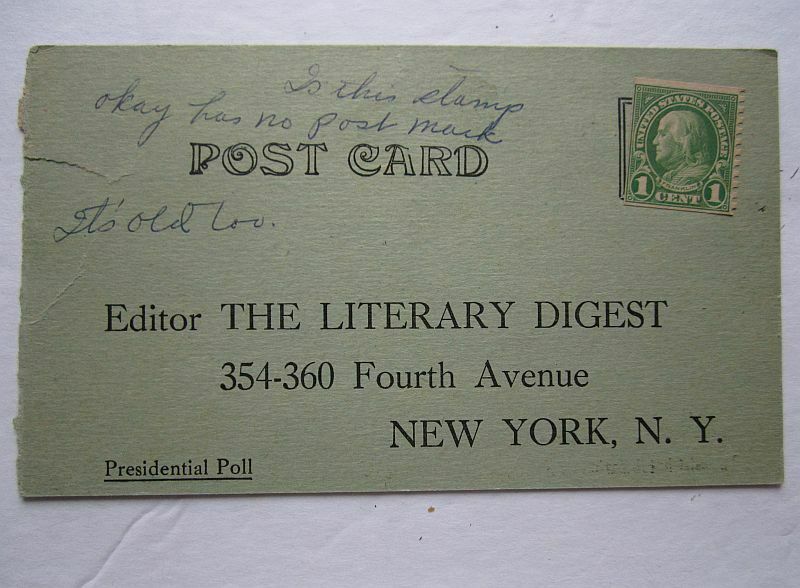 Is this stamp
okay has no post mark
POST CARD
It's old too.
UNITED STATES POSTAGE
FRANKLIN
1 CENT 1
Editor THE LITERARY DIGEST
354-360 Fourth Avenue
NEW YORK, N. Y.
Presidential Poll